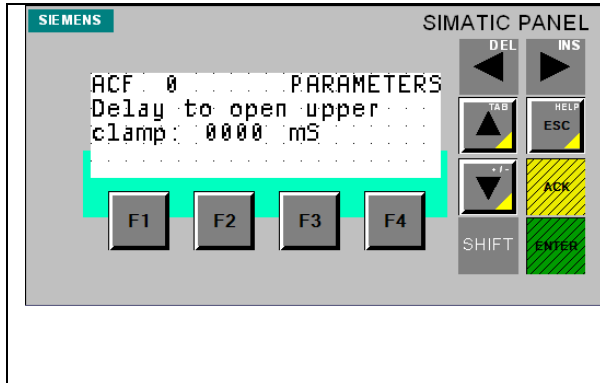 SIEMENS
SIMATIC PANEL
DEL
INS
ACF 0 PARAMETERS
Delay to open upper
clamp: 0000 mS
TAB
HELP
ESC
+/-
ACK
F1
F2
F3
F4
SHIFT
ENTER